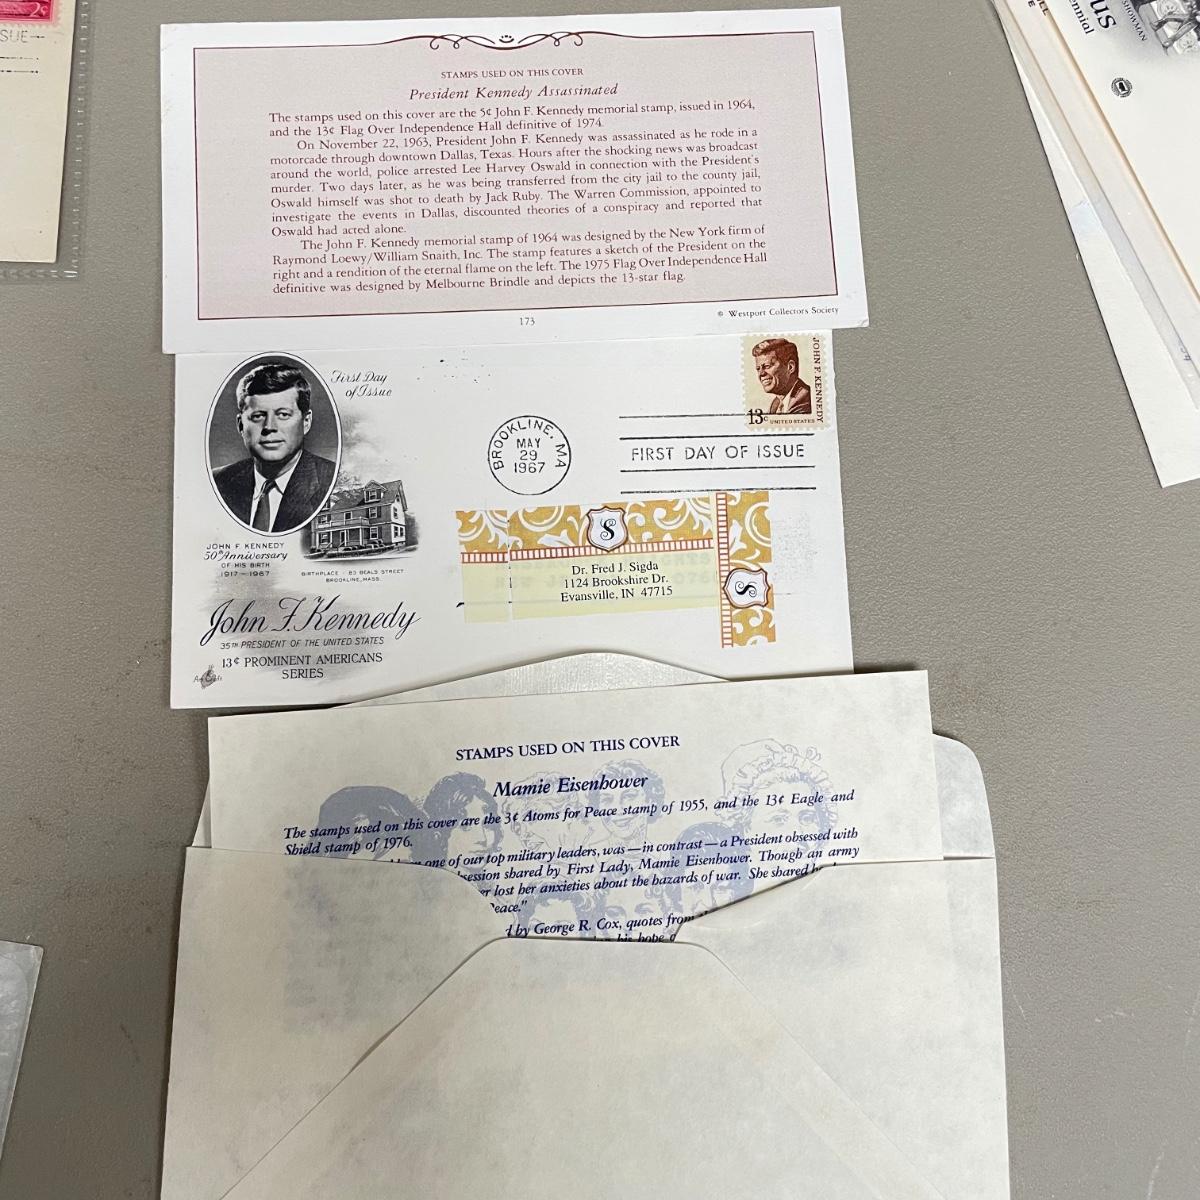 2¢
SUE
STAMPS USED ON THIS COVER
President Kennedy Assassinated
The stamps used on this cover are the 5¢ John F. Kennedy memorial stamp, issued in 1964,
and the 13¢ Flag Over Independence Hall definitive of 1974.
On November 22, 1963, President John F. Kennedy was assassinated as he rode in a
motorcade through downtown Dallas, Texas. Hours after the shocking news was broadcast
around the world, police arrested Lee Harvey Oswald in connection with the President's
murder. Two days later, as he was being transferred from the city jail to the county jail,
Oswald himself was shot to death by Jack Ruby. The Warren Commission, appointed to
investigate the events in Dallas, discounted theories of a conspiracy and reported that
Oswald had acted alone.
The John F. Kennedy memorial stamp of 1964 was designed by the New York firm of
Raymond Loewy/William Snaith, Inc. The stamp features a sketch of the President on the
right and a rendition of the eternal flame on the left. The 1975 Flag Over Independence Hall
definitive was designed by Melbourne Brindle and depicts the 13-star flag.
173
© Westport Collectors Society
us
ennial
SHOWMAN
First Day
of Issue
JOHN F. KENNEDY
13¢ UNITED STATES
BROOKLINE, MA
MAY
29
1967
FIRST DAY OF ISSUE
JOHN F. KENNEDY
50th Anniversary
OF HIS BIRTH
1917 – 1967
BIRTHPLACE - 83 BEALS STREET
BROOKLINE, MASS.
S
Dr. Fred J. Sigda
1124 Brookshire Dr.
Evansville, IN 47715
S
John F. Kennedy
35TH PRESIDENT OF THE UNITED STATES
13¢ PROMINENT AMERICANS
SERIES
ArtCraft
STAMPS USED ON THIS COVER
Mamie Eisenhower
The stamps used on this cover are the 3¢ Atoms for Peace stamp of 1955, and the 13¢ Eagle and
Shield stamp of 1976.
one of our top military leaders, was — in contrast — a President obsessed with
session shared by First Lady, Mamie Eisenhower. Though an army
er lost her anxieties about the hazards of war. She shared
Peace."
d by George R. Cox, quotes from
his hope